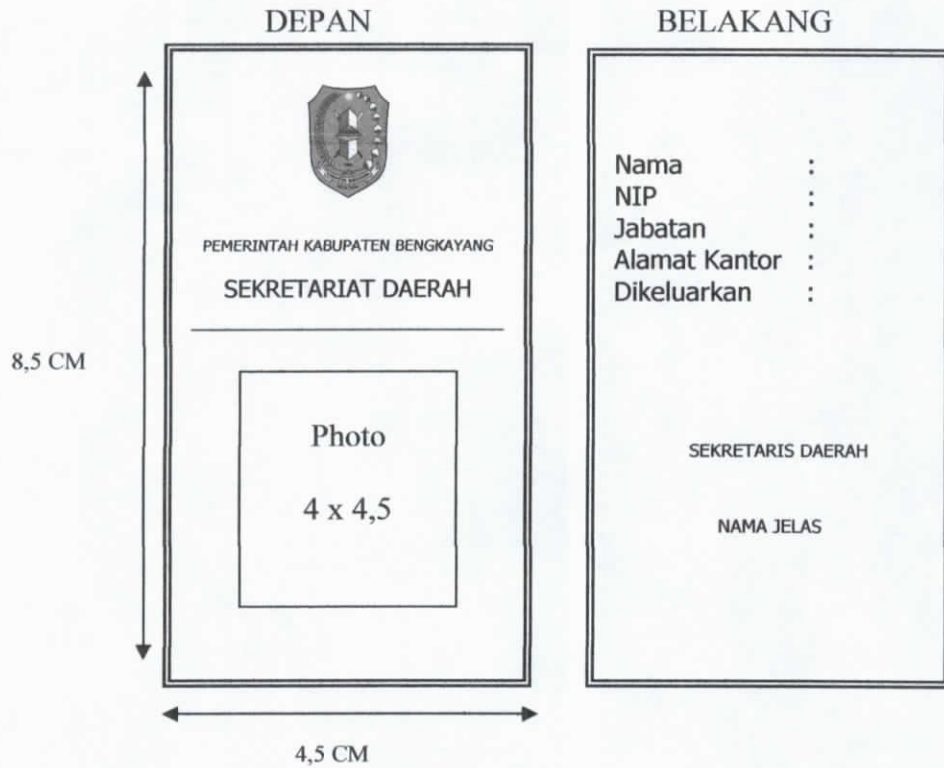 DEPAN
PEMERINTAH KABUPATEN BENGKAYANG
SEKRETARIAT DAERAH
Photo
4 x 4,5
8,5 CM
4,5 CM
BELAKANG
Nama :
NIP :
Jabatan :
Alamat Kantor :
Dikeluarkan :
SEKRETARIS DAERAH
NAMA JELAS